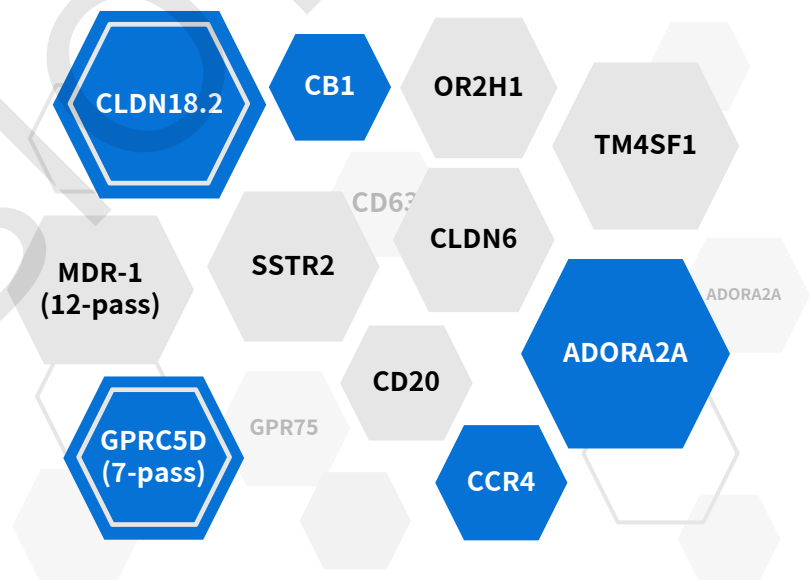 CLDN18.2
CB1
OR2H1
TM4SF1
CD63
CLDN6
SSTR2
MDR-1
(12-pass)
ADORA2A
ADORA2A
CD20
GPR75
GPRC5D
(7-pass)
CCR4